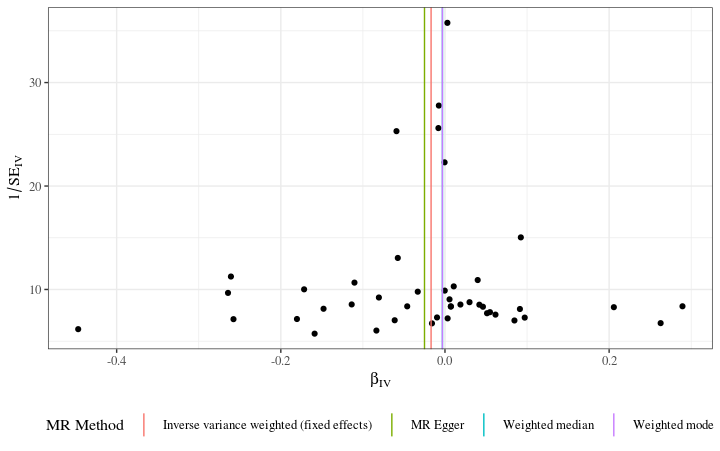 1/SE_IV
30
20
10
-0.4
-0.2
0.0
0.2
β_IV
MR Method
Inverse variance weighted (fixed effects)
MR Egger
Weighted median
Weighted mode